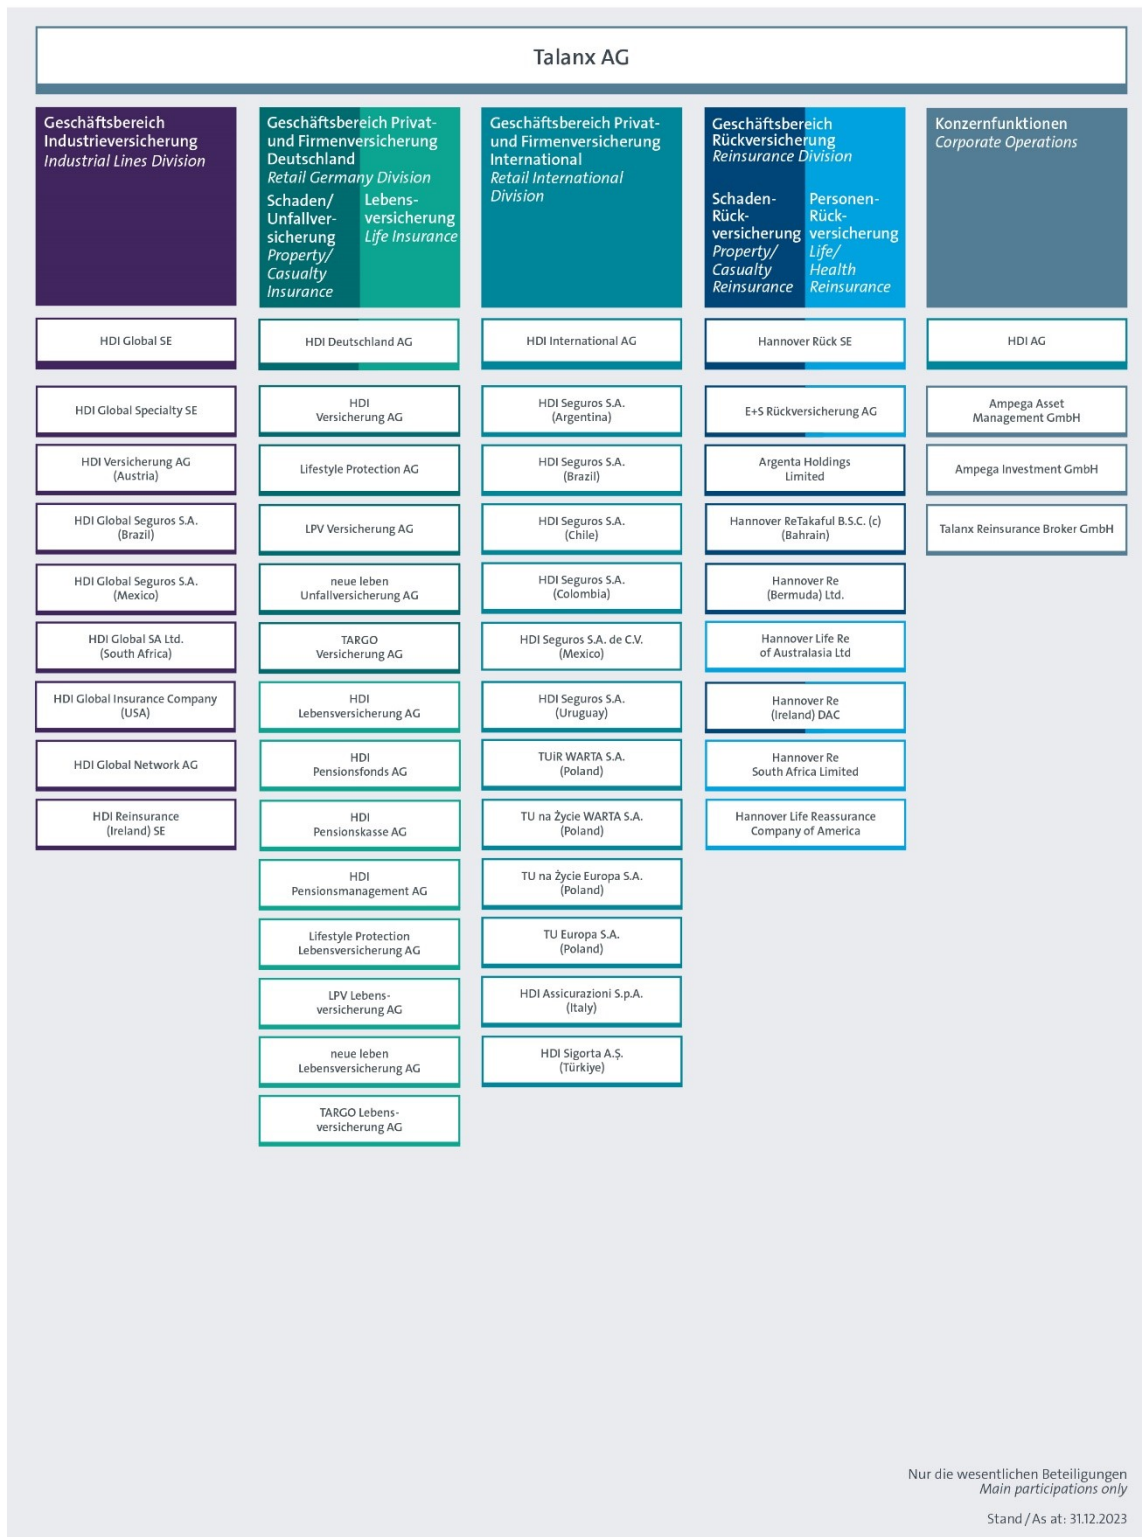 Talanx AG
Geschäftsbereich
Industrieversicherung
Industrial Lines Division
HDI Global SE
HDI Global Specialty SE
HDI Versicherung AG
(Austria)
HDI Global Seguros S.A.
(Brazil)
HDI Global Seguros S.A.
(Mexico)
HDI Global SA Ltd.
(South Africa)
HDI Global Insurance Company
(USA)
HDI Global Network AG
HDI Reinsurance
(Ireland) SE
Geschäftsbereich Privat-
und Firmenversicherung
Deutschland
Retail Germany Division
Schaden/
Unfallver-
sicherung
Property/
Casualty
Insurance
Lebens-
versicherung
Life Insurance
HDI Deutschland AG
HDI
Versicherung AG
Lifestyle Protection AG
LPV Versicherung AG
neue leben
Unfallversicherung AG
TARGO
Versicherung AG
HDI
Lebensversicherung AG
HDI
Pensionsfonds AG
HDI
Pensionskasse AG
HDI
Pensionsmanagement AG
Lifestyle Protection
Lebensversicherung AG
LPV Lebens-
versicherung AG
neue leben
Lebensversicherung AG
TARGO Lebens-
versicherung AG
Geschäftsbereich Privat-
und Firmenversicherung
International
Retail International
Division
HDI International AG
HDI Seguros S.A.
(Argentina)
HDI Seguros S.A.
(Brazil)
HDI Seguros S.A.
(Chile)
HDI Seguros S.A.
(Colombia)
HDI Seguros S.A. de C.V.
(Mexico)
HDI Seguros S.A.
(Uruguay)
TUiR WARTA S.A.
(Poland)
TU na Życie WARTA S.A.
(Poland)
TU na Życie Europa S.A.
(Poland)
TU Europa S.A.
(Poland)
HDI Assicurazioni S.p.A.
(Italy)
HDI Sigorta A.Ş.
(Türkiye)
Geschäftsbereich
Rückversicherung
Reinsurance Division
Schaden-
Rück-
versicherung
Property/
Casualty
Reinsurance
Personen-
Rück-
versicherung
Life/
Health
Reinsurance
Hannover Rück SE
E+S Rückversicherung AG
Argenta Holdings
Limited
Hannover ReTakaful B.S.C. (c)
(Bahrain)
Hannover Re
(Bermuda) Ltd.
Hannover Life Re
of Australasia Ltd
Hannover Re
(Ireland) DAC
Hannover Re
South Africa Limited
Hannover Life Reassurance
Company of America
Konzernfunktionen
Corporate Operations
HDI AG
Ampega Asset
Management GmbH
Ampega Investment GmbH
Talanx Reinsurance Broker GmbH
Nur die wesentlichen Beteiligungen
Main participations only
Stand / As at: 31.12.2023